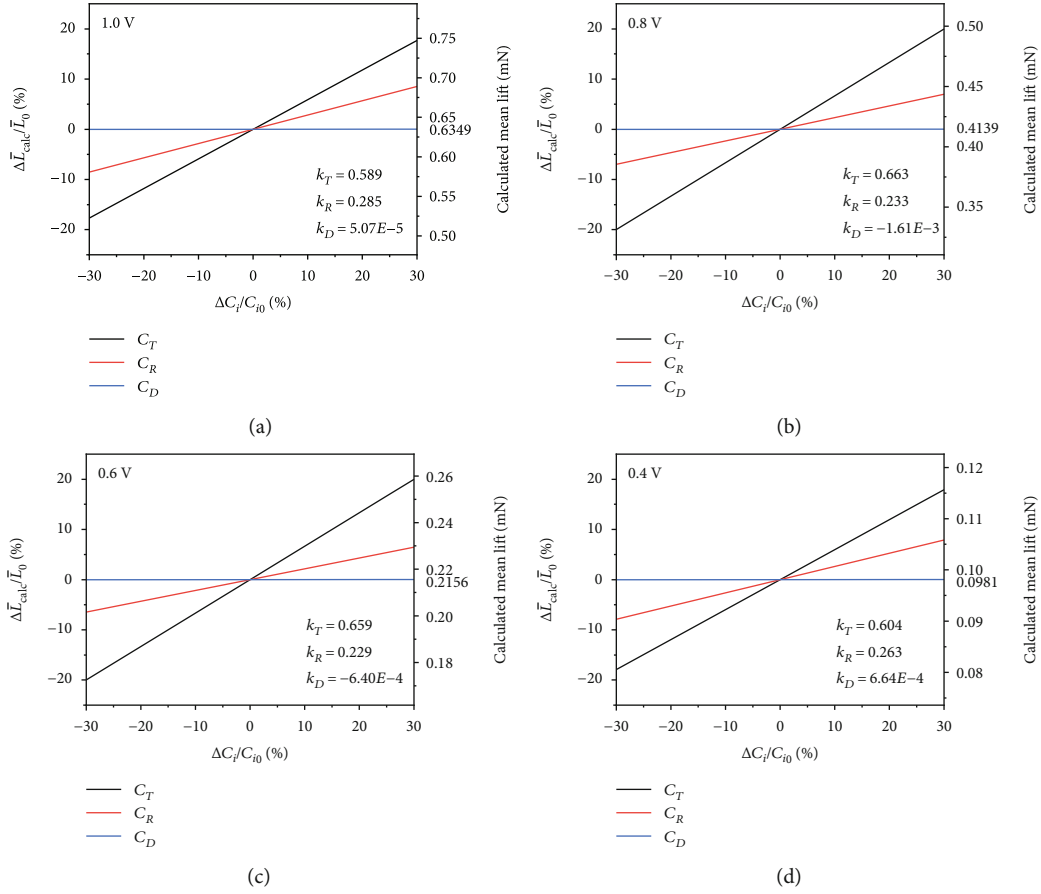 1.0 V
20
10
0
−10
−20
ΔL̄calc/L̄0 (%)
0.75
0.70
0.65
0.6349
0.60
0.55
0.50
Calculated mean lift (mN)
kT = 0.589
kR = 0.285
kD = 5.07E−5
−30 −20 −10 0 10 20 30
ΔCi/Ci0 (%)
CT
CR
CD
(a)
0.8 V
20
10
0
−10
−20
ΔL̄calc/L̄0 (%)
0.50
0.45
0.4139
0.40
0.35
Calculated mean lift (mN)
kT = 0.663
kR = 0.233
kD = −1.61E−3
−30 −20 −10 0 10 20 30
ΔCi/Ci0 (%)
CT
CR
CD
(b)
0.6 V
20
10
0
−10
−20
ΔL̄calc/L̄0 (%)
0.26
0.24
0.22
0.2156
0.20
0.18
Calculated mean lift (mN)
kT = 0.659
kR = 0.229
kD = −6.40E−4
−30 −20 −10 0 10 20 30
ΔCi/Ci0 (%)
CT
CR
CD
(c)
0.4 V
20
10
0
−10
−20
ΔL̄calc/L̄0 (%)
0.12
0.11
0.10
0.0981
0.09
0.08
Calculated mean lift (mN)
kT = 0.604
kR = 0.263
kD = 6.64E−4
−30 −20 −10 0 10 20 30
ΔCi/Ci0 (%)
CT
CR
CD
(d)